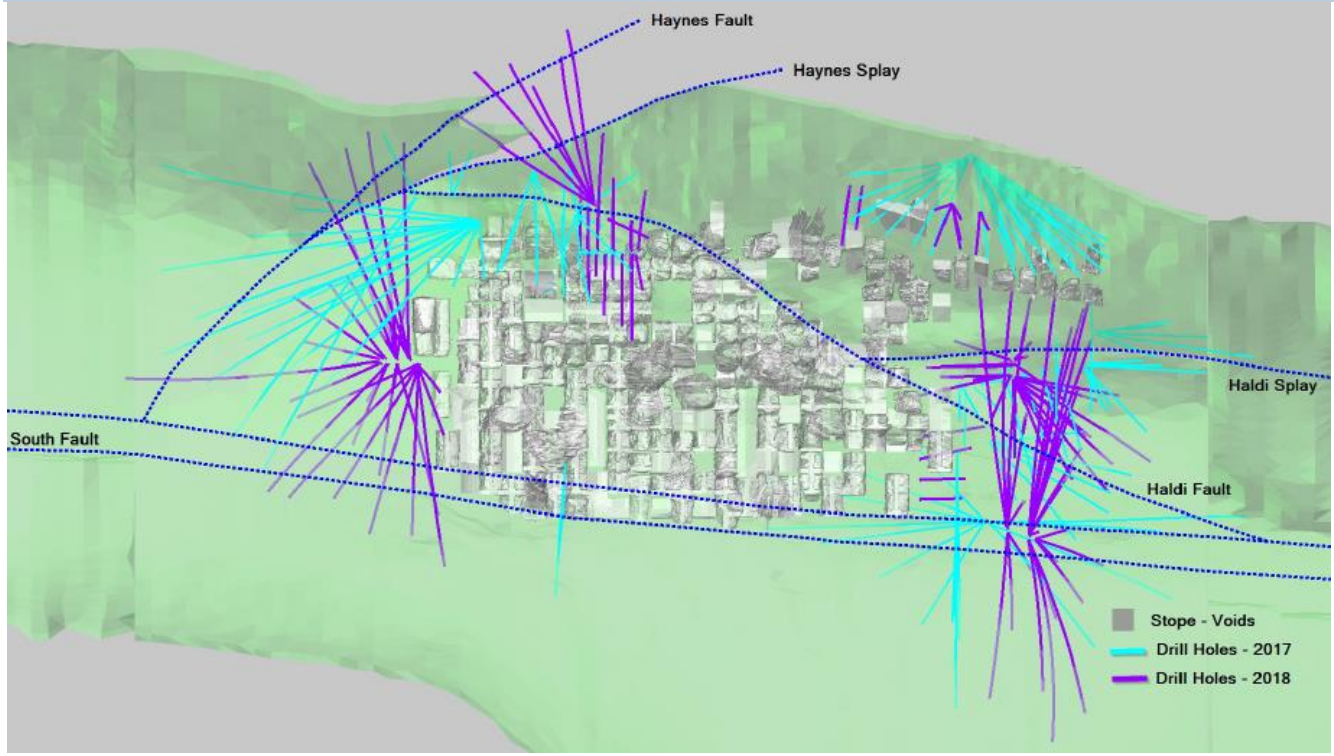 Haynes Fault
Haynes Splay
Haldi Splay
South Fault
Haldi Fault
Stope - Voids
Drill Holes - 2017
Drill Holes - 2018